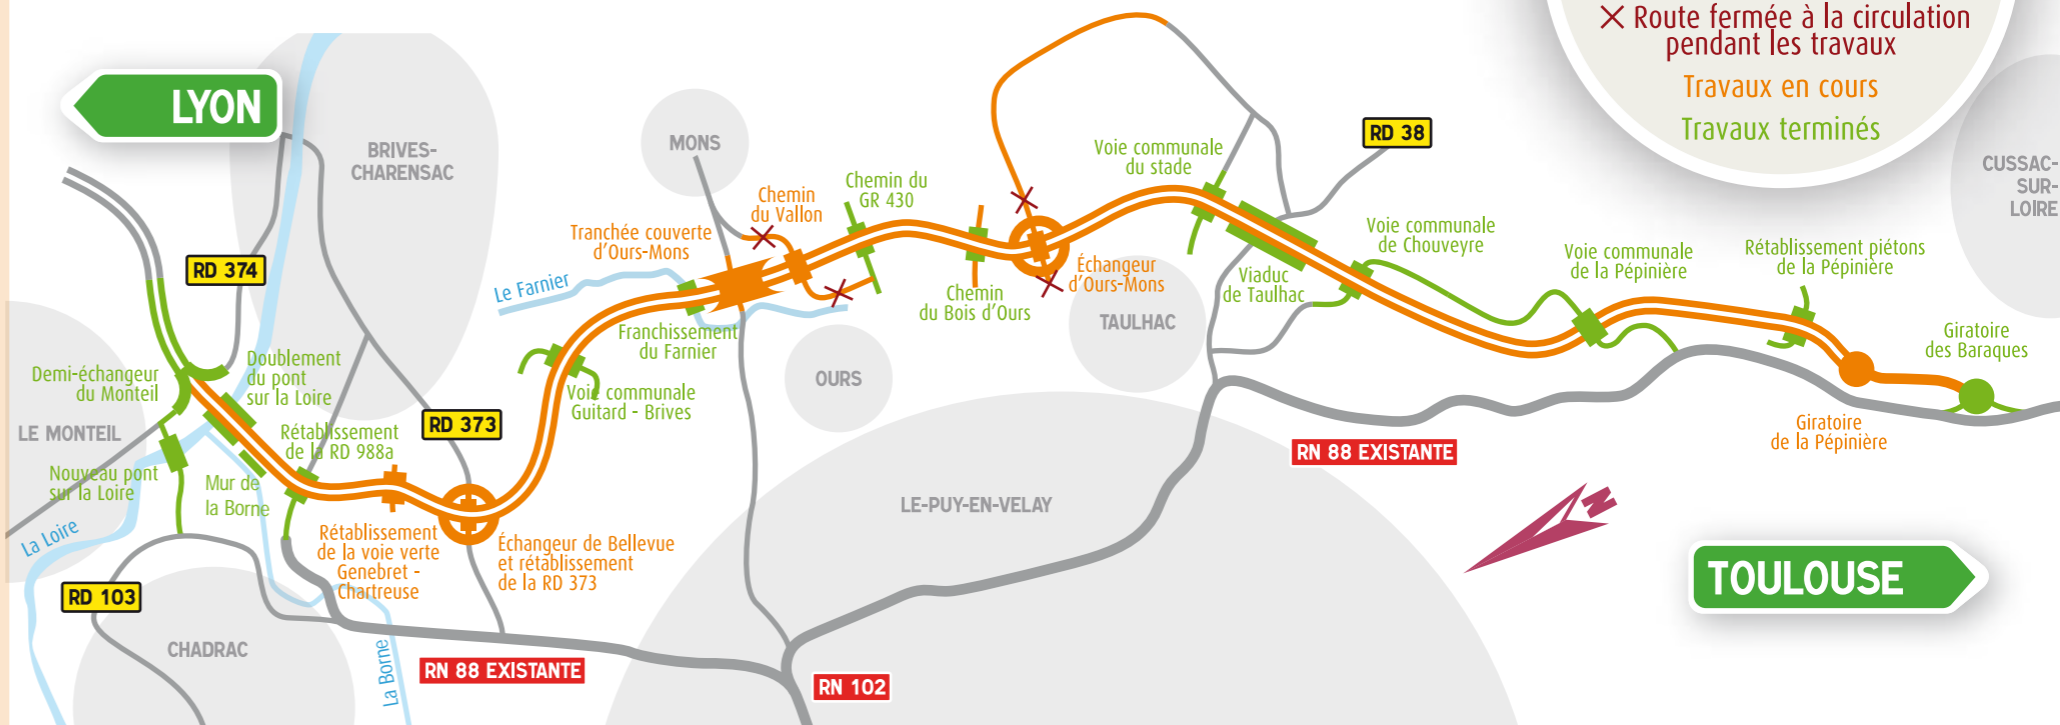 Route fermée à la circulation
pendant les travaux
Travaux en cours
Travaux terminés
LYON
BRIVES-
CHARENSAC
MONS
RD 38
CUSSAC-
SUR-
LOIRE
Voie communale
du stade
Chemin du
GR 430
Chemin
du Vallon
Tranchée couverte
d'Ours-Mons
Le Farnier
RD 374
Voie communale
de Chouveyre
Voie communale
de la Pépinière
Rétablissement piétons
de la Pépinière
Échangeur
d'Ours-Mons
Viaduc
de Taulhac
Chemin
du Bois d'Ours
TAULHAC
Franchissement
du Farnier
Giratoire
des Baraques
Demi-échangeur
du Monteil
Doublement
du pont
sur la Loire
OURS
Voie communale
Guitard - Brives
LE MONTEIL
Rétablissement
de la RD 988a
RD 373
Giratoire
de la Pépinière
RN 88 EXISTANTE
Nouveau pont
sur la Loire
Mur de
la Borne
LE-PUY-EN-VELAY
La Loire
Rétablissement
de la voie verte
Genebret -
Chartreuse
Échangeur de Bellevue
et rétablissement
de la RD 373
N
TOULOUSE
RD 103
CHADRAC
La Borne
RN 88 EXISTANTE
RN 102